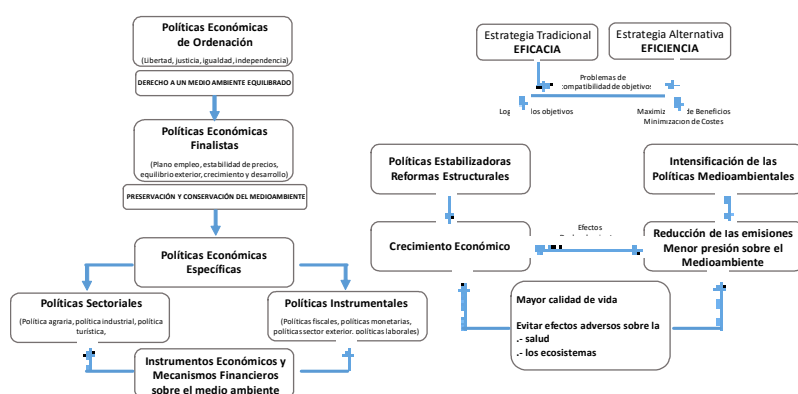 Políticas Económicas
de Ordenación
(Libertad, justicia, igualdad, independencia)
DERECHO A UN MEDIO AMBIENTE EQUILIBRADO
Políticas Económicas
Finalistas
(Plano empleo, estabilidad de precios,
equilibrio exterior, crecimiento y desarrollo)
PRESERVACIÓN Y CONSERVACIÓN DEL MEDIOAMBIENTE
Políticas Económicas
Específicas
Políticas Sectoriales
(Política agraria, política industrial, política
turística,
Políticas Instrumentales
(Políticas fiscales, políticas monetarias,
políticas sector exterior, políticas laborales)
Instrumentos Económicos y
Mecanismos Financieros
sobre el medio ambiente
Estrategia Tradicional
EFICACIA
Estrategia Alternativa
EFICIENCIA
Problemas de
compatibilidad de objetivos
los objetivos
de Beneficios
Minimizacion de Costes
Políticas Estabilizadoras
Reformas Estructurales
Intensificación de las
Políticas Medioambientales
Crecimiento Económico
Efectos
Reducción de las emisiones
Menor presión sobre el
Medioambiente
Mayor calidad de vida
Evitar efectos adversos sobre la
.- salud
.- los ecosistemas